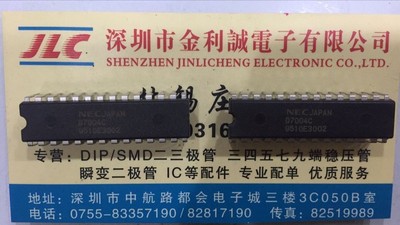 JLC
深圳市金利誠電子有限公司
SHENZHEN JINLICHENG ELECTRONIC CO.,LTD.
NEC JAPAN
D7004C
NEC JAPAN
D7004C
0316
专营：DIP/SMD二三极管 三四五七九端稳压管
瞬变二极管 IC等配件 专业配单 优质服务
地址：深圳市中航路都会电子城三楼3C050B室
电话：0755-83357190/82817190 传真：82519989